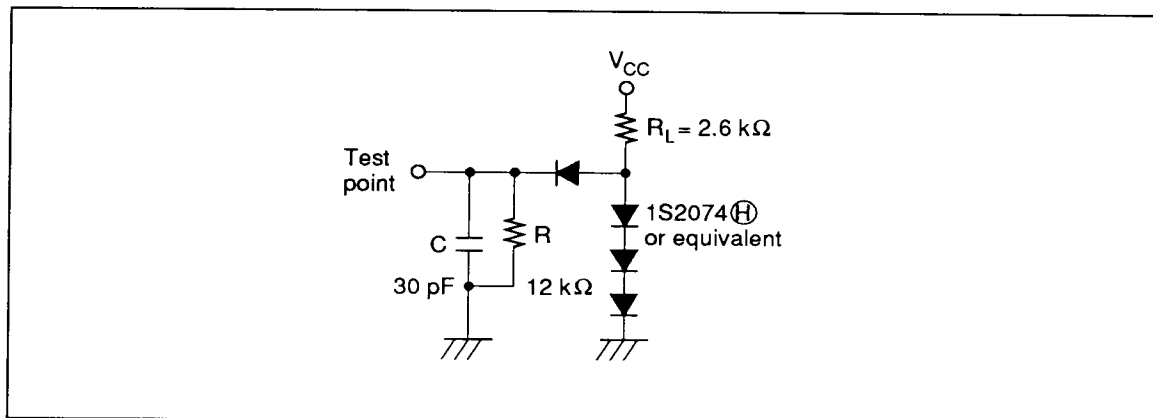 V_CC
R_L = 2.6 kΩ
Test
point
1S2074Ⓗ
or equivalent
C
R
30 pF
12 kΩ